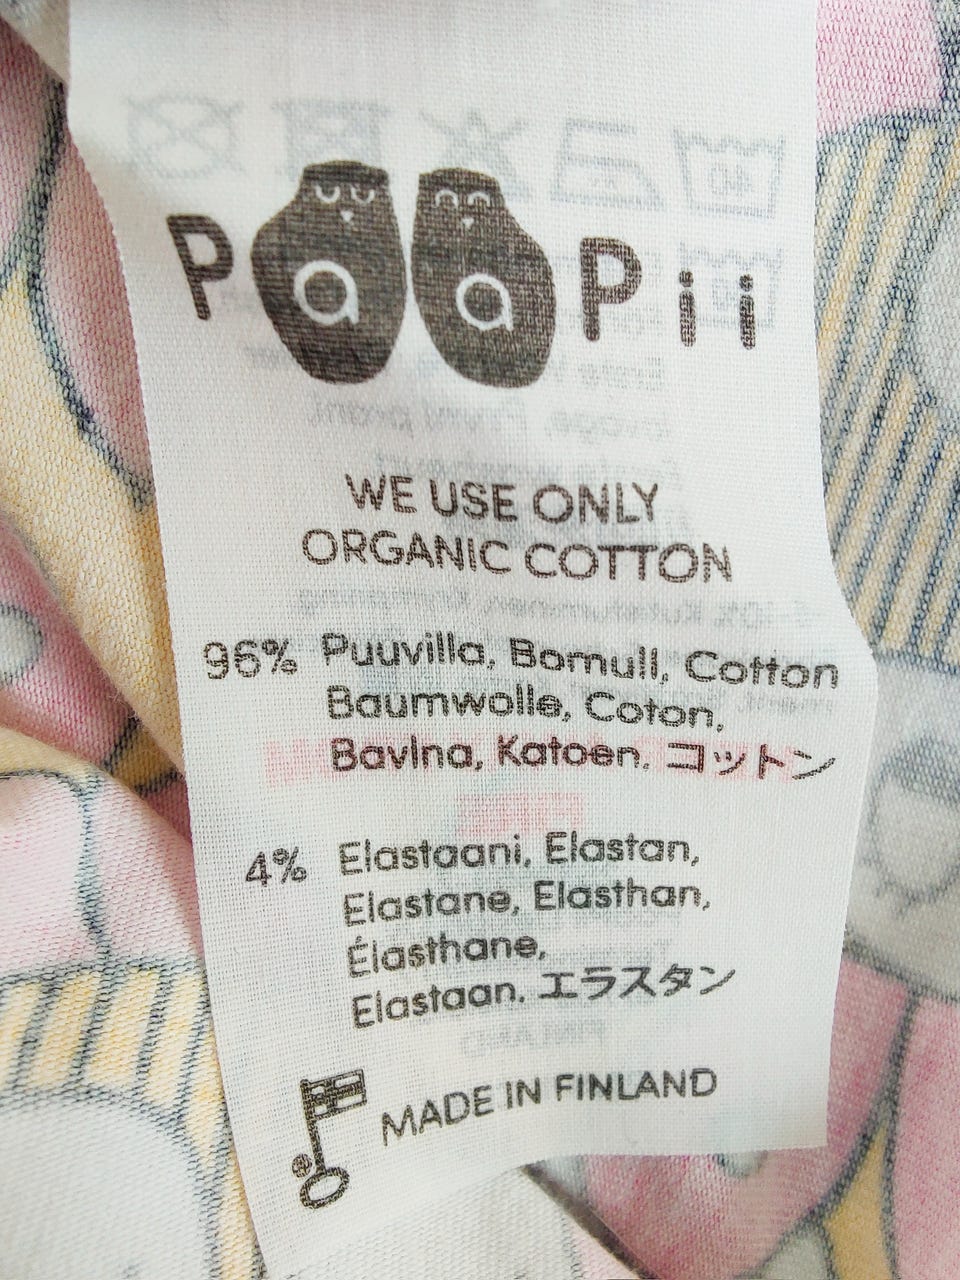 PaaPii
WE USE ONLY
ORGANIC COTTON
96% Puuvilla, Bomull, Cotton
Baumwolle, Coton,
Bavlna, Katoen. コットン
4% Elastaani, Elastan,
Elastane, Elasthan,
Élasthane,
Elastaan. エラスタン
MADE IN FINLAND